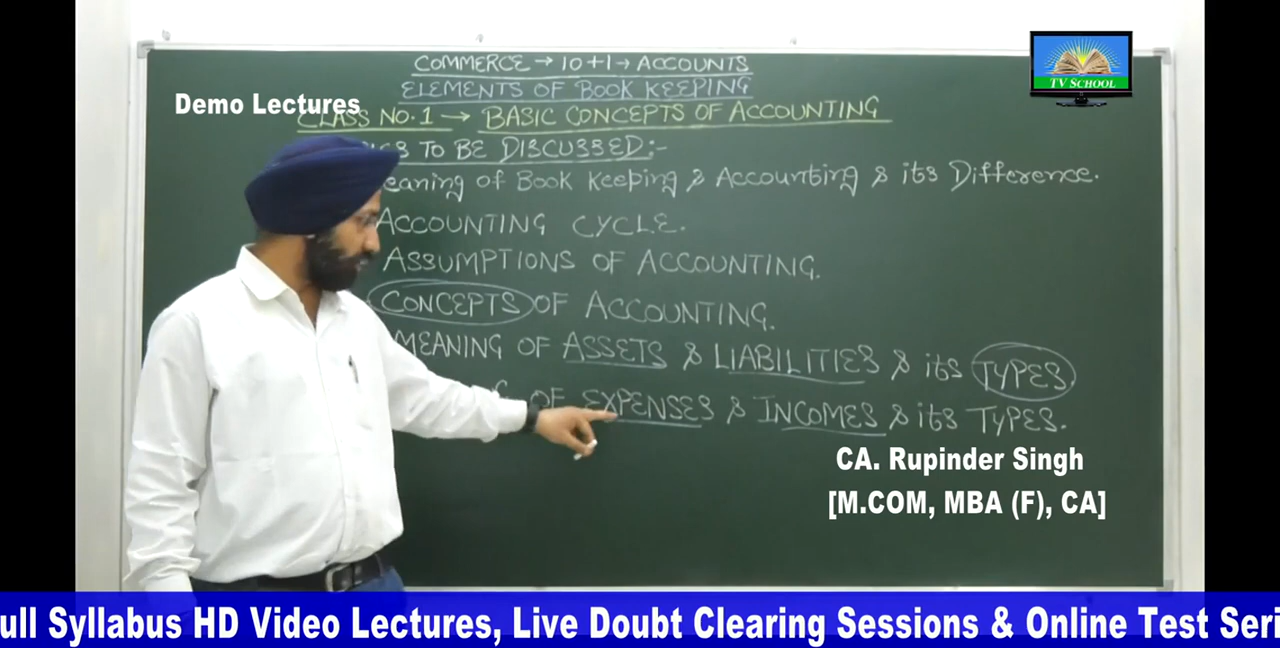 COMMERCE → 10+1 → ACCOUNTS
TV SCHOOL
ELEMENTS OF BOOK KEEPING
Demo Lectures
CLASS NO. 1 → BASIC CONCEPTS OF ACCOUNTING
TO BE DISCUSSED:-
eaning of Book Keeping & Accounting & its Difference.
ACCOUNTING CYCLE.
ASSUMPTIONS OF ACCOUNTING.
CONCEPTS OF ACCOUNTING.
MEANING OF ASSETS & LIABILITIES & its TYPES
OF EXPENSES & INCOMES & its TYPES.
CA. Rupinder Singh
[M.COM, MBA (F), CA]
ull Syllabus HD Video Lectures, Live Doubt Clearing Sessions & Online Test Seri